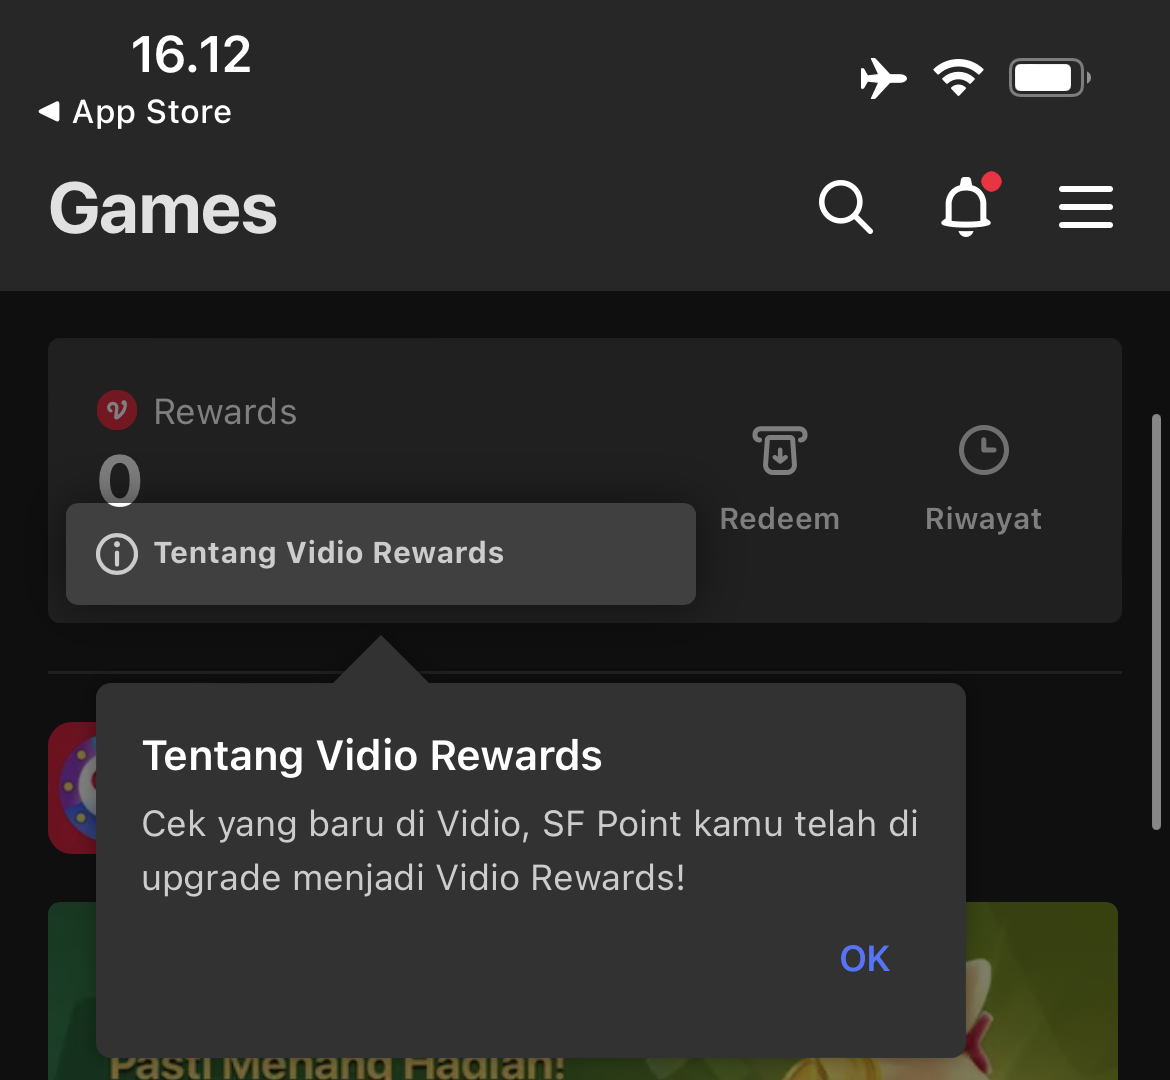 16.12
App Store
Games
Rewards
0
Redeem
Riwayat
Tentang Vidio Rewards
Tentang Vidio Rewards
Cek yang baru di Vidio, SF Point kamu telah di
upgrade menjadi Vidio Rewards!
OK
Pasti Menang Hadiah!